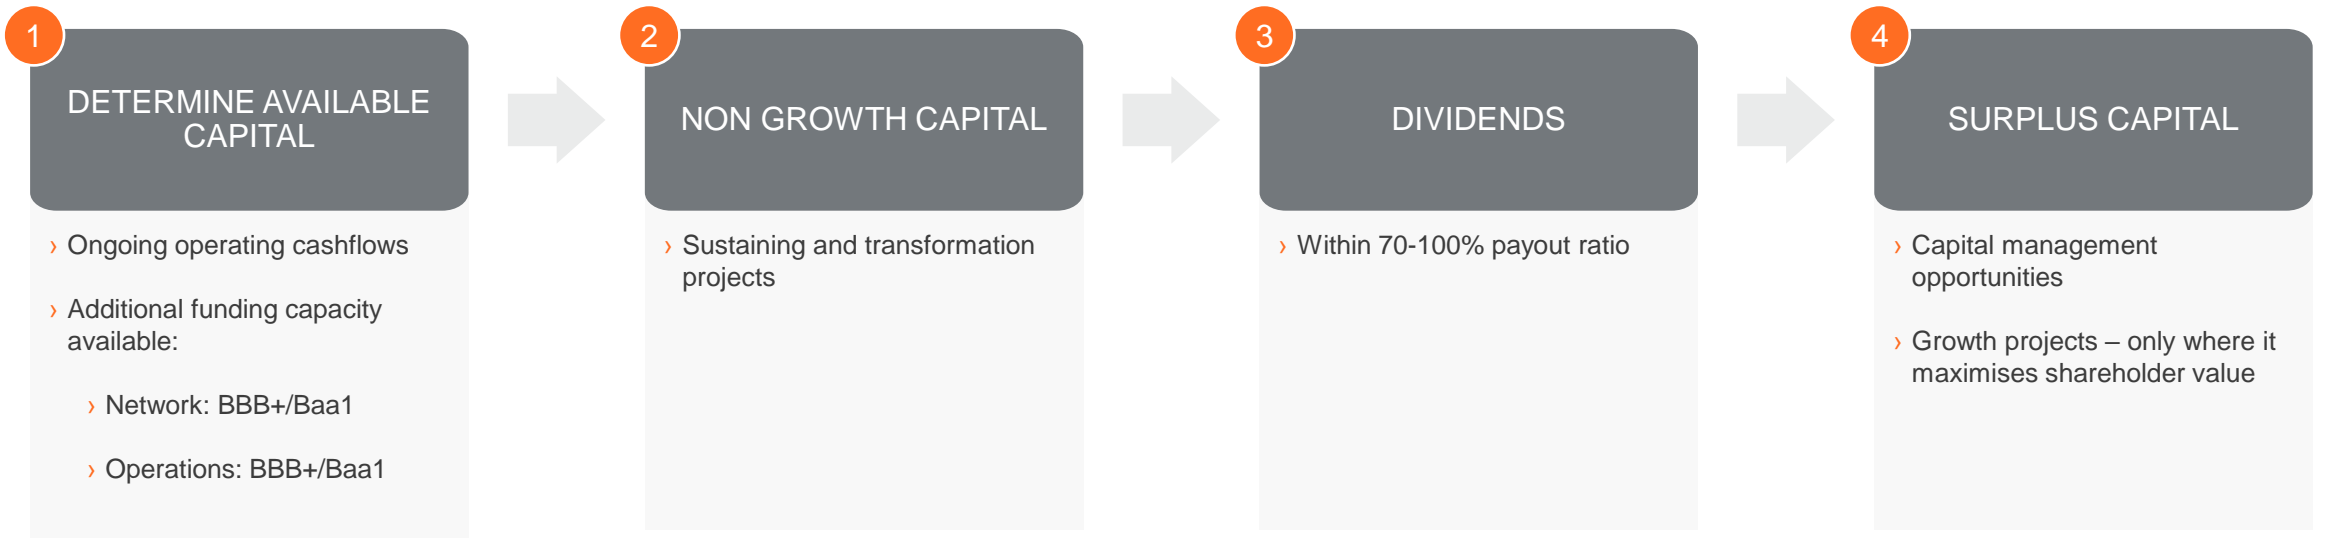 1
DETERMINE AVAILABLE
CAPITAL
› Ongoing operating cashflows
› Additional funding capacity
available:
› Network: BBB+/Baa1
› Operations: BBB+/Baa1
2
NON GROWTH CAPITAL
› Sustaining and transformation
projects
3
DIVIDENDS
› Within 70-100% payout ratio
4
SURPLUS CAPITAL
› Capital management
opportunities
› Growth projects – only where it
maximises shareholder value